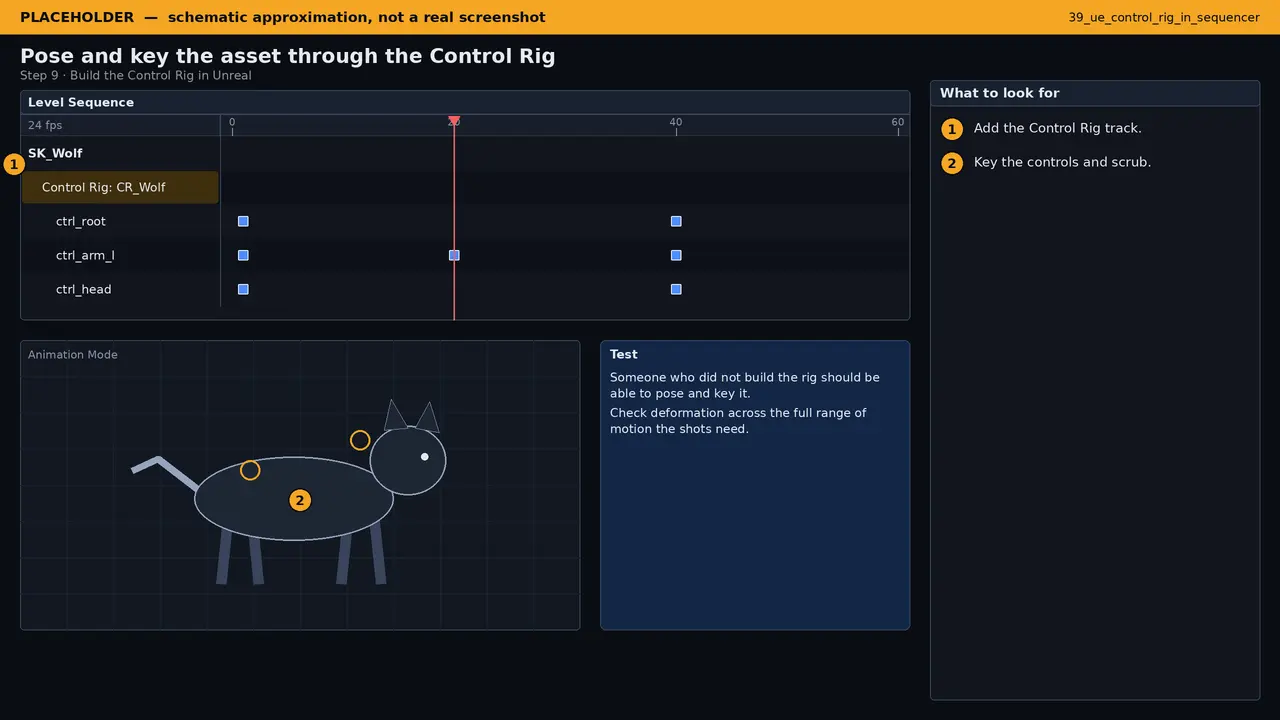 PLACEHOLDER — schematic approximation, not a real screenshot
39_ue_control_rig_in_sequencer
Pose and key the asset through the Control Rig
Step 9 · Build the Control Rig in Unreal
Level Sequence
24 fps
0
20
40
60
SK_Wolf
1
Control Rig: CR_Wolf
ctrl_root
ctrl_arm_l
ctrl_head
Animation Mode
2
Test
Someone who did not build the rig should be
able to pose and key it.
Check deformation across the full range of
motion the shots need.
What to look for
1 Add the Control Rig track.
2 Key the controls and scrub.